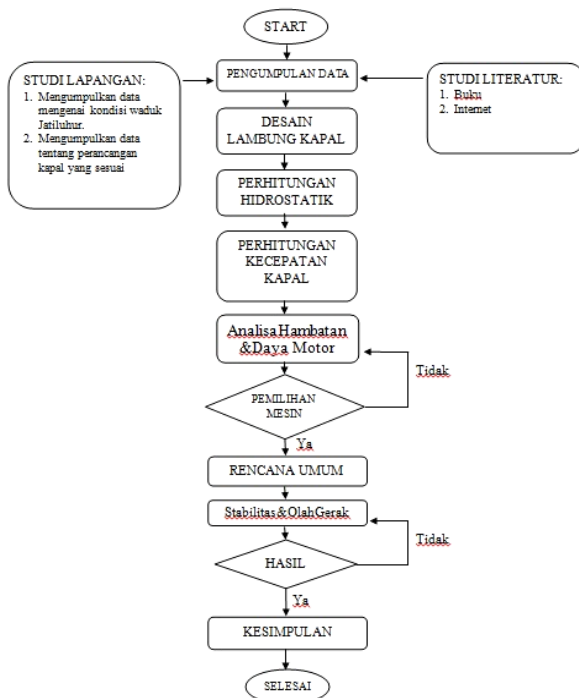 START
PENGUMPULAN DATA
STUDI LAPANGAN:
1. Mengumpulkan data
mengenai kondisi waduk
Jatiluhur.
2. Mengumpulkan data
tentang perancangan
kapal yang sesuai
STUDI LITERATUR:
1. Buku
2. Internet
DESAIN
LAMBUNG KAPAL
PERHITUNGAN
HIDROSTATIK
PERHITUNGAN
KECEPATAN
KAPAL
AnalisaHambatan
&Daya Motor
Tidak
PEMILIHAN
MESIN
Ya
RENCANA UMUM
Stabilitas&OlahGerak
Tidak
HASIL
Ya
KESIMPULAN
SELESAI